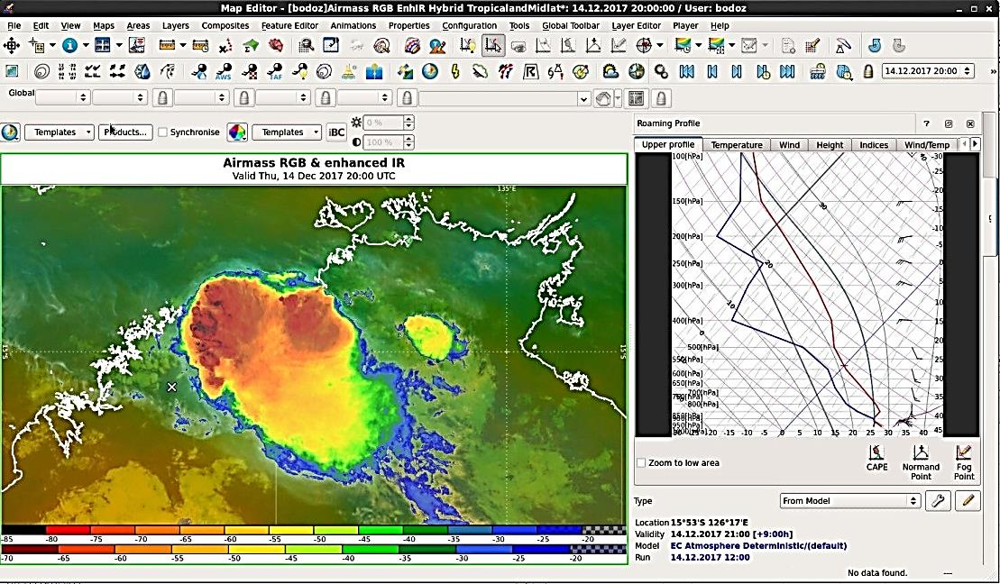 Map Editor - [bodoz]Airmass RGB EnhIR Hybrid TropicalandMidlat*: 14.12.2017 20:00:00 / User: bodoz
File Edit View Maps Areas Layers Composites Feature Editor Animations Properties Configuration Tools Global Toolbar Layer Editor Player Help
AWS TAF 14.12.2017 20:00 »
Global
Templates Products... Synchronise Templates iBC 0 %
100 %
Airmass RGB & enhanced IR
Valid Thu, 14 Dec 2017 20:00 UTC
135°E
15°S 15°S
-85 -80 -75 -70 -65 -60 -55 -50 -45 -40 -35 -30 -25 -20
-70 -65 -60 -55 -50 -45 -40 -35 -30 -25 -20
Roaming Profile
Upper profile Temperature Wind Height Indices Wind/Temp
100[hPa] -30
-25
-20
150[hPa] -15
30
-10
200[hPa] -5
250[hPa] 20 0
300[hPa] 5
10
10
400[hPa] 15
0
500[hPa] 20
550[hPa] 25
600[hPa] 30
650[hPa]
700[hPa] 35
800[hPa]
850[hPa] 40
950[hPa] 45
-20 -15 -10 -5 0 5 10 15 20 25 30 35 40
Zoom to low area
CAPE
Normand Point
Fog Point
Type From Model
Location 15°53'S 126°17'E
Validity 14.12.2017 21:00 [+9:00h]
Model EC Atmosphere Deterministic/(default)
Run 14.12.2017 12:00
No data found. ---